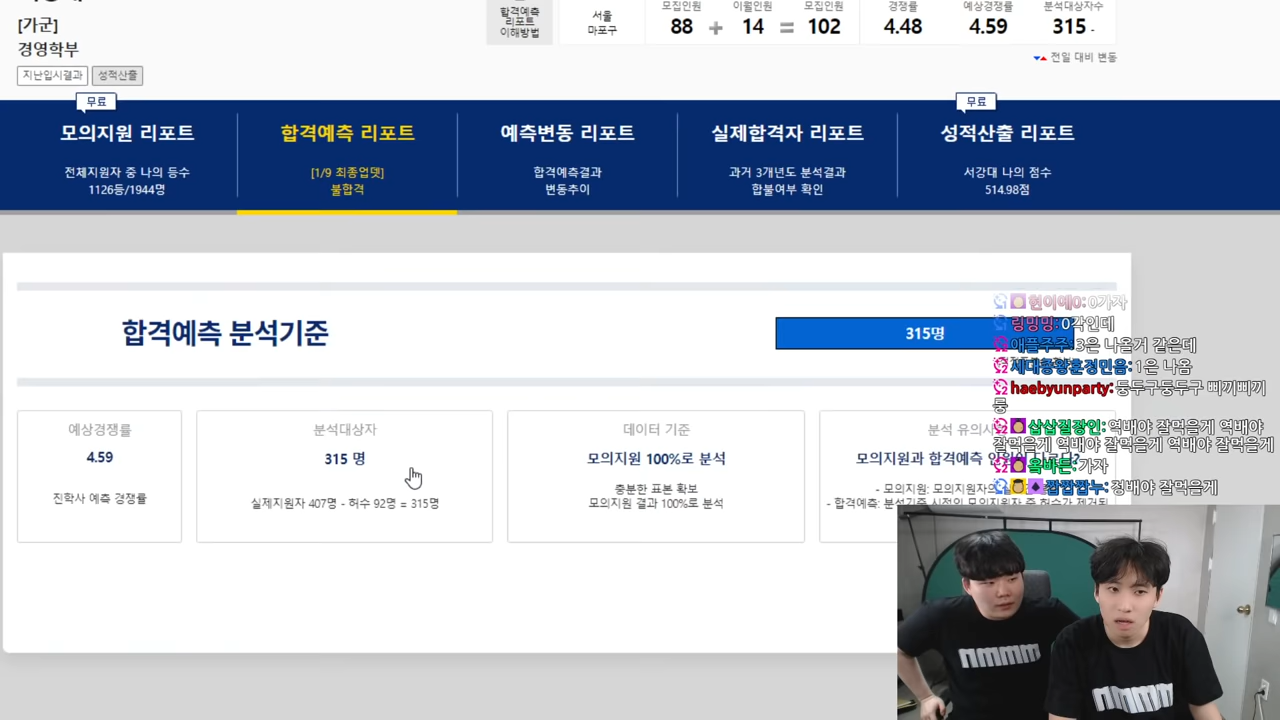 [가군]
경영학부
지난입시결과 성적산출
합격예측
리포트
이해방법
서울
마포구
모집인원 이월인원 모집인원
88 + 14 = 102
경쟁률 예상경쟁률 분석대상자수
4.48 4.59 315 -
전일 대비 변동
무료
모의지원 리포트
전체지원자 중 나의 등수
1126등/1944명
합격예측 리포트
[1/9 최종업뎃]
불합격
예측변동 리포트
합격예측결과
변동추이
실제합격자 리포트
과거 3개년도 분석결과
합불여부 확인
무료
성적산출 리포트
서강대 나의 점수
514.98점
합격예측 분석기준
315명
예상경쟁률
4.59
진학사 예측 경쟁률
분석대상자
315 명
실제지원자 407명 - 허수 92명 = 315명
데이터 기준
모의지원 100%로 분석
충분한 표본 확보
모의지원 결과 100%로 분석
분석 유의사
모의지원과 합격예측
- 모의지원: 모의지원자의
- 합격예측: 분석기준 시점의 모의지원자 중 허수가 제거된
현이예0: 0가자
링밍밍: 0각인데
애플주주: 3은 나올거 같은데
세대종왕훈정민음: 1은 나옴
haebyunparty: 둥두구둥두구 삐끼삐끼
룽
삽삽질장인: 역배야 잘먹을게 역배야
잘먹을게 역배야 잘먹을게 역배야 잘먹을게
옥바든: 가자
깝깝깝누: 정배야 잘먹을게
nmmm
nmmm